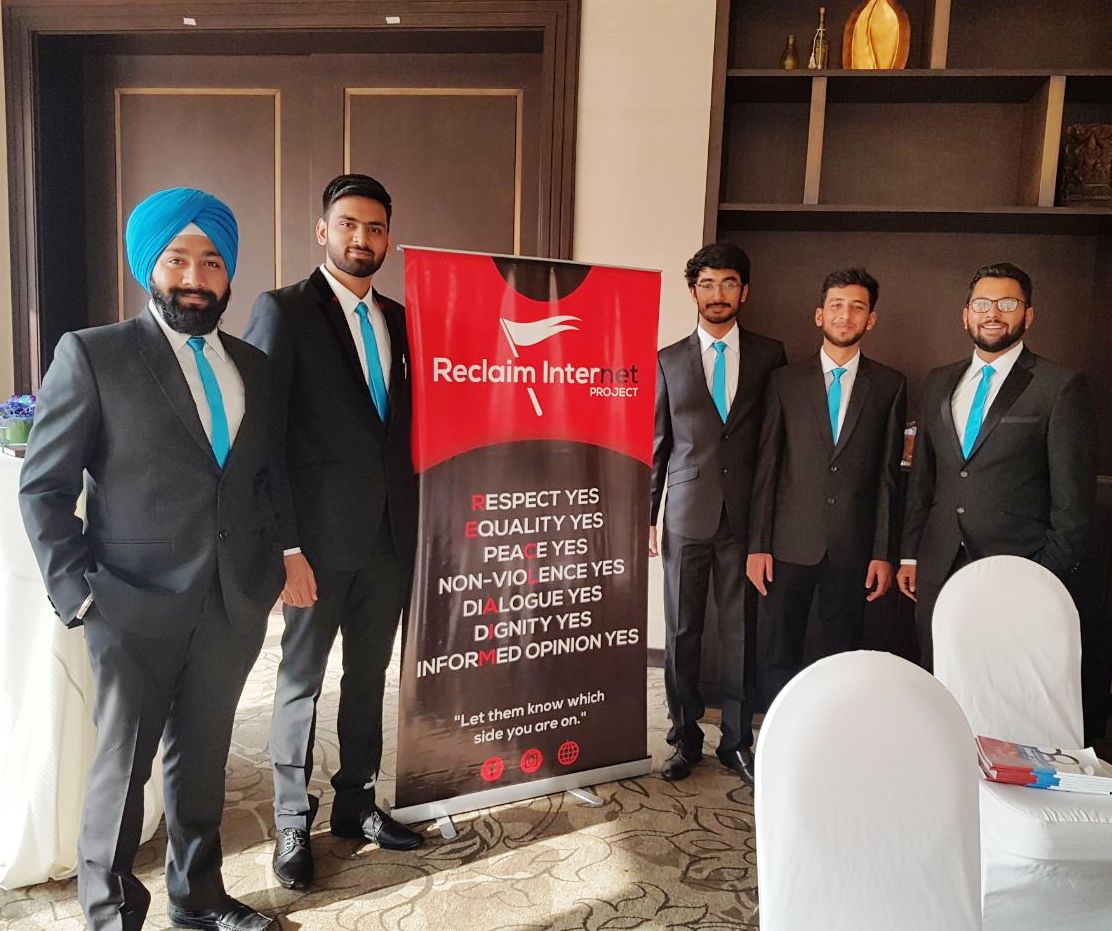 Reclaim Internet
PROJECT
RESPECT YES
EQUALITY YES
PEACE YES
NON-VIOLENCE YES
DIALOGUE YES
DIGNITY YES
INFORMED OPINION YES
"Let them know which
side you are on."